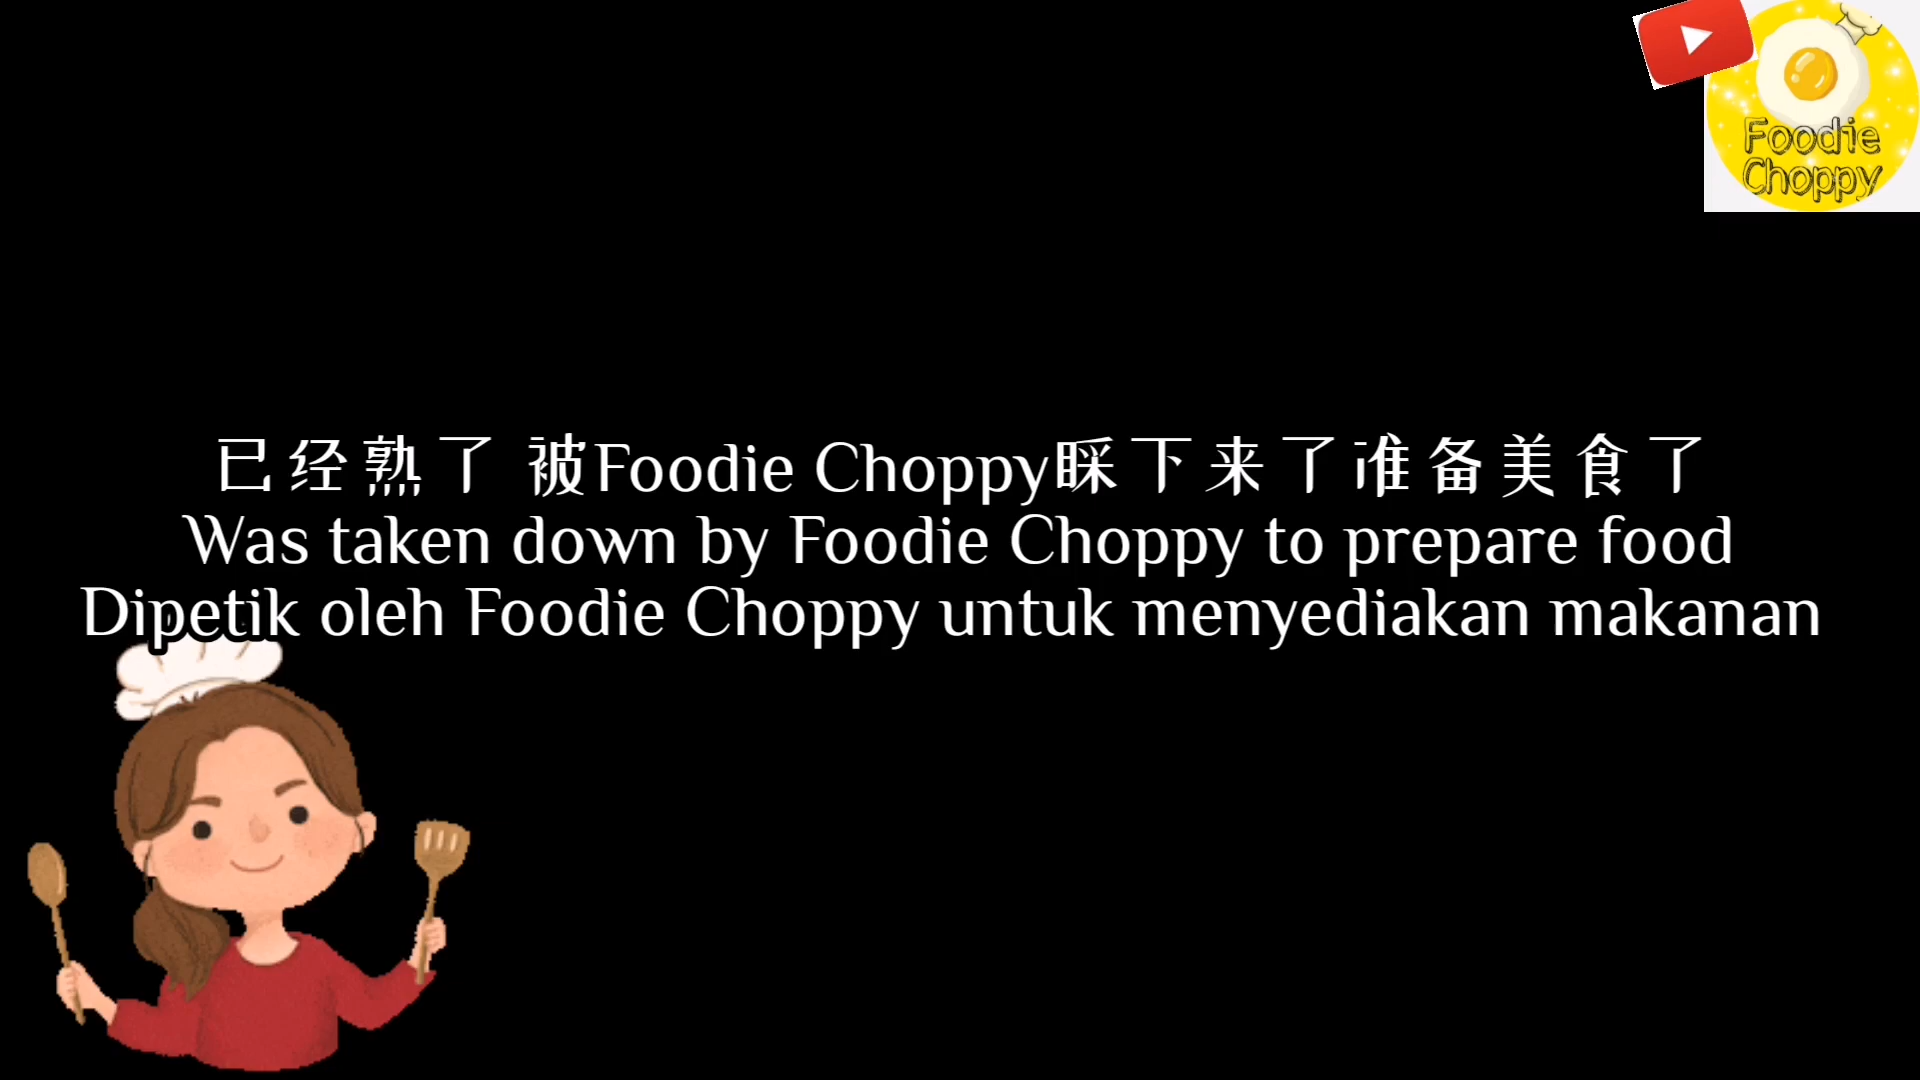 Foodie
Choppy
已经熟了 被Foodie Choppy睬下来了准备美食了
Was taken down by Foodie Choppy to prepare food
Dipetik oleh Foodie Choppy untuk menyediakan makanan